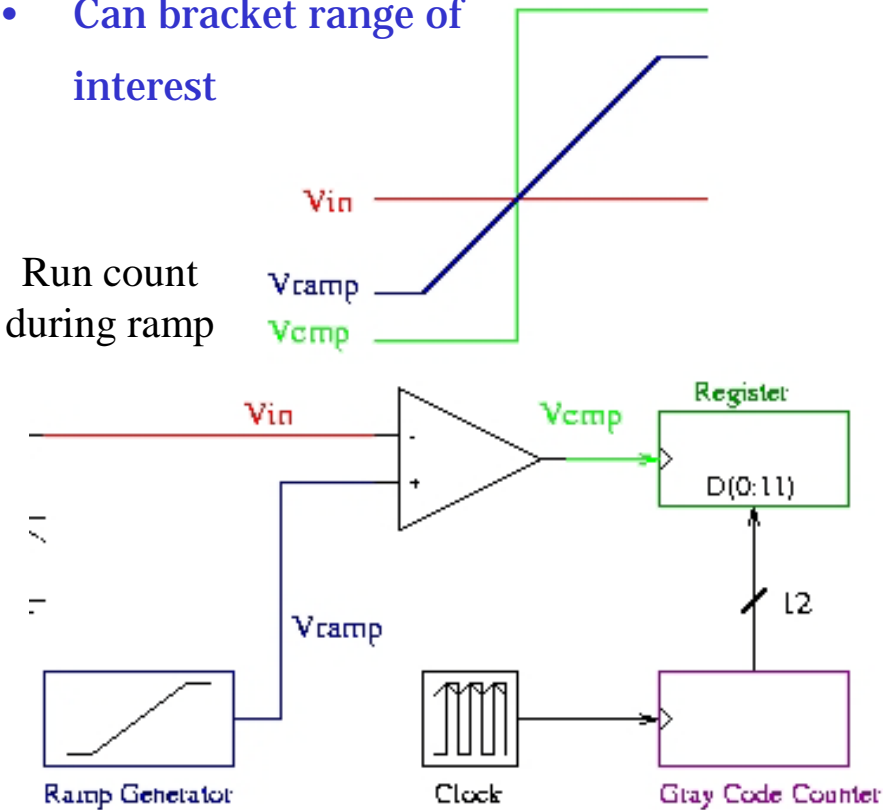 • Can bracket range of
interest
Vin
Vramp
Vcmp
Run count
during ramp
Vin
Vcmp
Register
-
+
D(0:11)
12
Vramp
Ramp Generator
Clock
Gray Code Counter